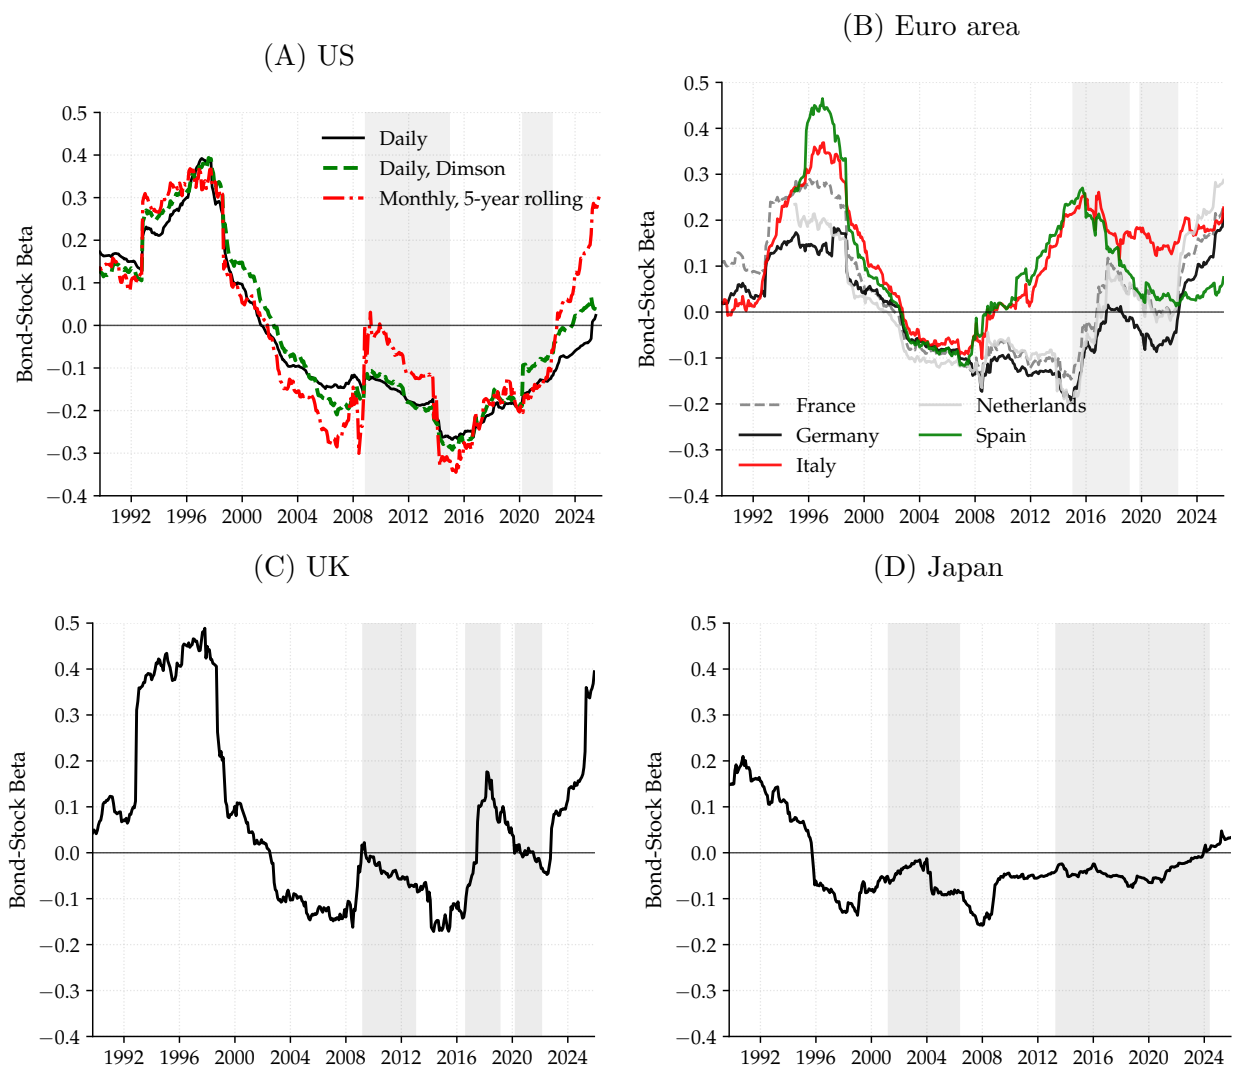 (A) US
0.5
0.4
0.3
0.2
0.1
0.0
−0.1
−0.2
−0.3
−0.4
Bond-Stock Beta
Daily
Daily, Dimson
Monthly, 5-year rolling
1992 1996 2000 2004 2008 2012 2016 2020 2024
(B) Euro area
0.5
0.4
0.3
0.2
0.1
0.0
−0.1
−0.2
−0.3
−0.4
Bond-Stock Beta
France
Germany
Italy
Netherlands
Spain
1992 1996 2000 2004 2008 2012 2016 2020 2024
(C) UK
0.5
0.4
0.3
0.2
0.1
0.0
−0.1
−0.2
−0.3
−0.4
Bond-Stock Beta
1992 1996 2000 2004 2008 2012 2016 2020 2024
(D) Japan
0.5
0.4
0.3
0.2
0.1
0.0
−0.1
−0.2
−0.3
−0.4
Bond-Stock Beta
1992 1996 2000 2004 2008 2012 2016 2020 2024